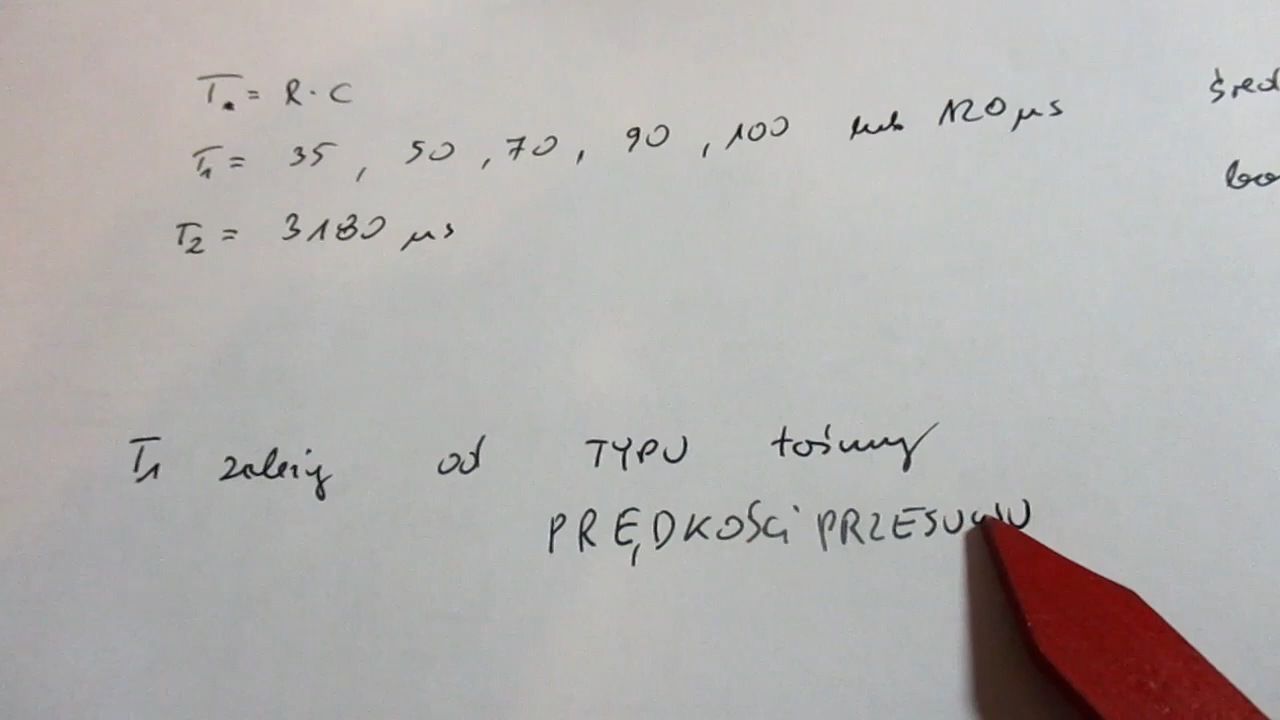 T = R · C
T1 = 35, 50, 70, 90, 100 lub 120 μs
T2 = 3180 μs
T1 zależy od TYPU taśmy
PRĘDKOŚCI PRZESUWU